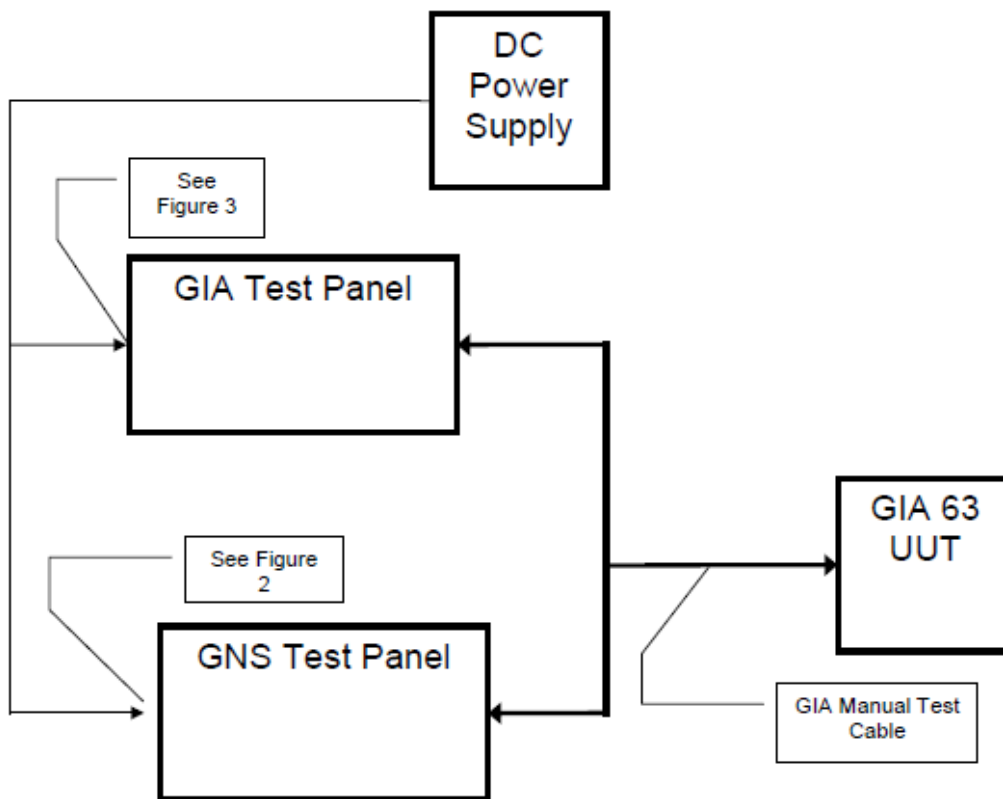 DC
Power
Supply
See
Figure 3
GIA Test Panel
GIA 63
UUT
See Figure
2
GNS Test Panel
GIA Manual Test
Cable